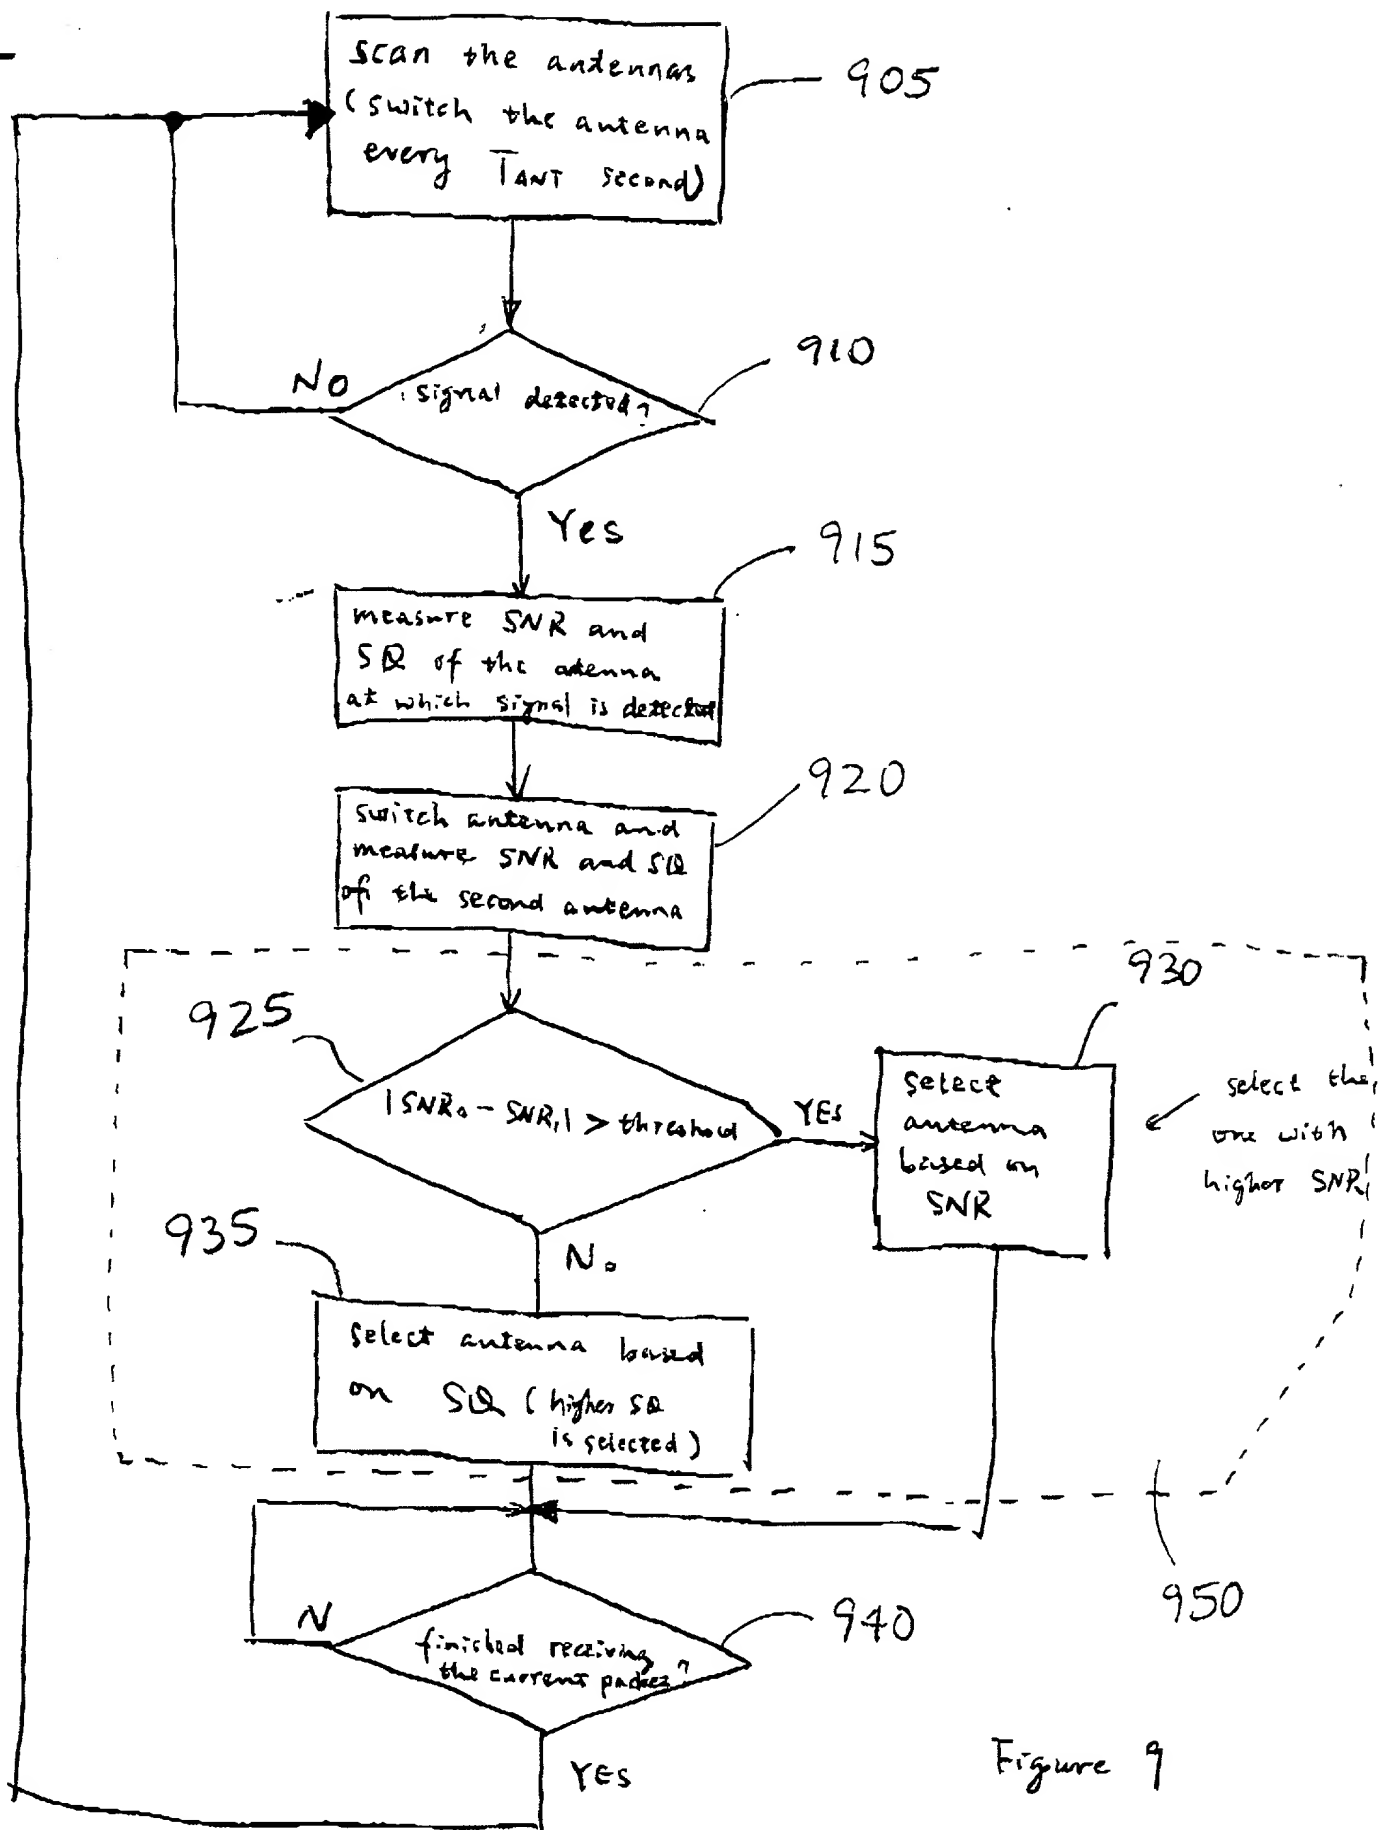 scan the antennas
(switch the antenna
every TANT second)
905
signal detected?
910
No
Yes
915
measure SNR and
SQ of the atenna
at which signal is detected
920
switch antenna and
measure SNR and SQ
of the second antenna
925
930
|SNR0 - SNR1| > threshold
YES
select
antenna
based on
SNR
select the
one with
higher SNR
935
No
select antenna based
on SQ (higher SQ
is selected)
950
N
940
finished receiving
the current packet?
YES
Figure 9